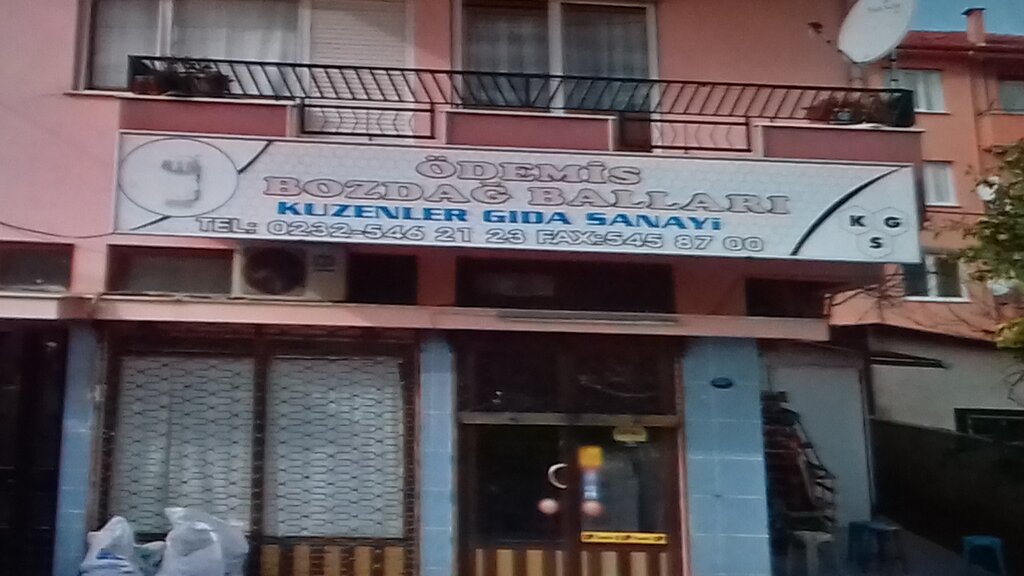 ÖDEMİŞ
BOZDAĞ BALLARI
KUZENLER GIDA SANAYİ
TEL: 0232-546 21 23 FAX:545 87 00
K G
S